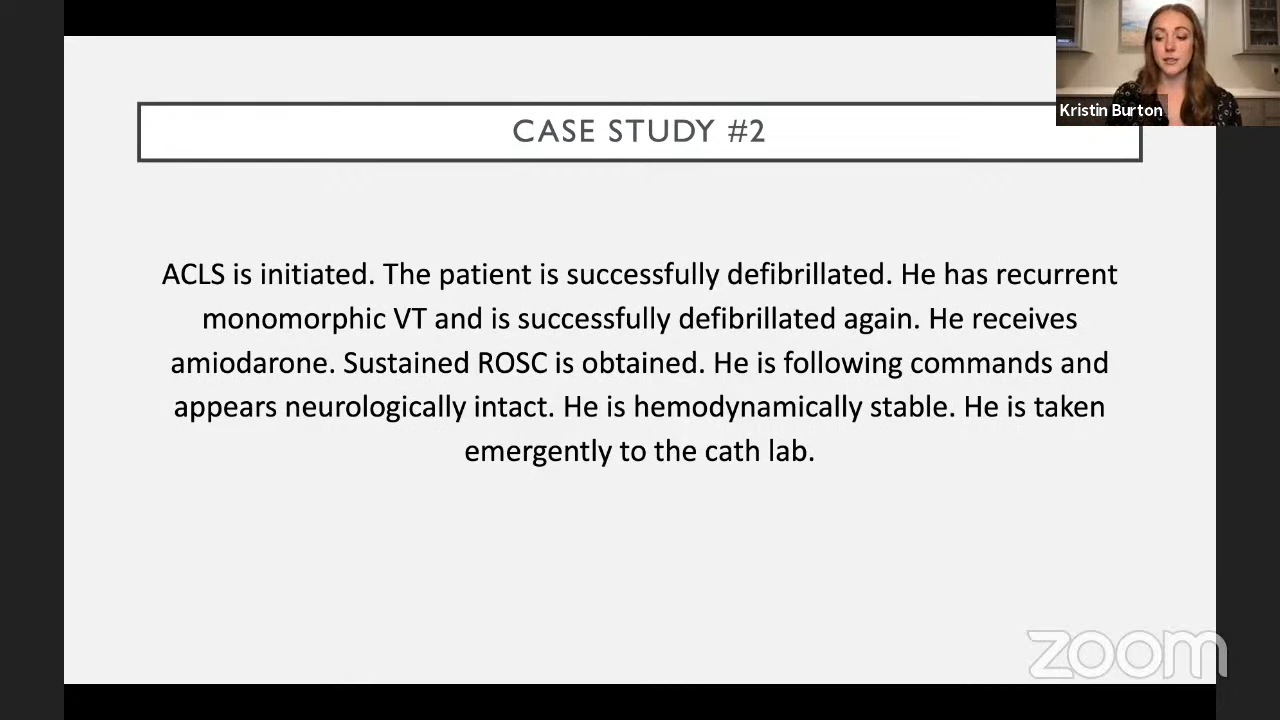 Kristin Burton
CASE STUDY #2
ACLS is initiated. The patient is successfully defibrillated. He has recurrent
monomorphic VT and is successfully defibrillated again. He receives
amiodarone. Sustained ROSC is obtained. He is following commands and
appears neurologically intact. He is hemodynamically stable. He is taken
emergently to the cath lab.
zoom